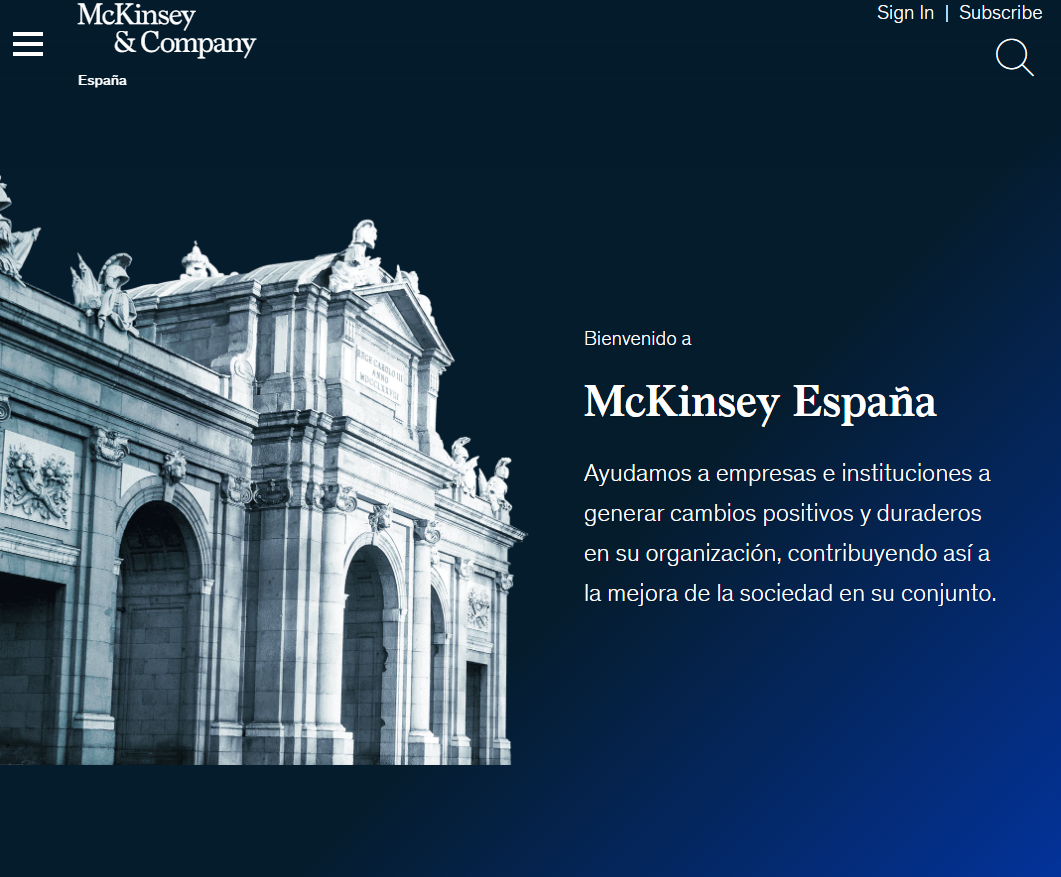 McKinsey
& Company
España
Sign In | Subscribe
Bienvenido a
McKinsey España
Ayudamos a empresas e instituciones a
generar cambios positivos y duraderos
en su organización, contribuyendo así a
la mejora de la sociedad en su conjunto.
CAROLO III
ANNO
MDCCLXXVIII